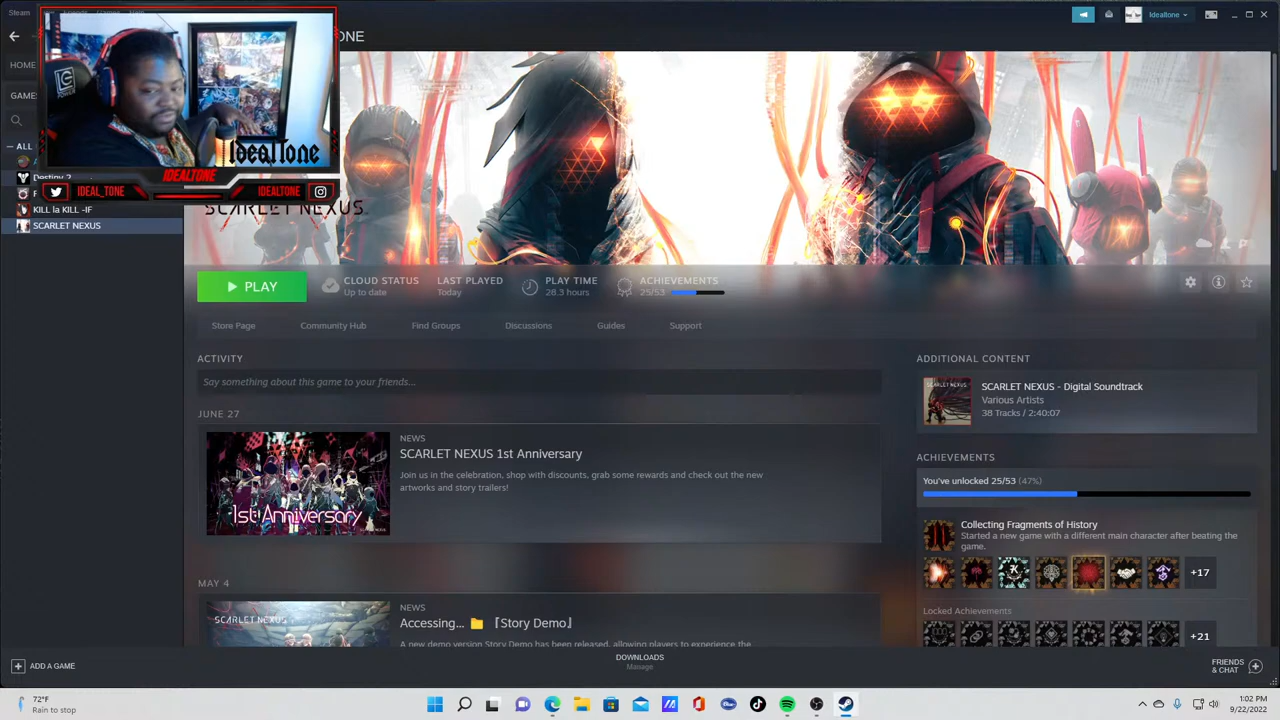 Steam
Friends
Games
Help
Idealtone
ONE
HOME
GAMES
ALL
Destiny 2
KILL la KILL -IF
SCARLET NEXUS
IdealTone
IDEALTONE
IDEAL_TONE
IDEALTONE
SCARLET NEXUS
PLAY
CLOUD STATUS
Up to date
LAST PLAYED
Today
PLAY TIME
28.3 hours
ACHIEVEMENTS
25/53
Store Page
Community Hub
Find Groups
Discussions
Guides
Support
ACTIVITY
Say something about this game to your friends...
JUNE 27
NEWS
SCARLET NEXUS 1st Anniversary
Join us in the celebration, shop with discounts, grab some rewards and check out the new
artworks and story trailers!
1st Anniversary
MAY 4
SCARLET NEXUS
NEWS
Accessing... 『Story Demo』
A new demo version Story Demo has been released, allowing players to experience the
ADDITIONAL CONTENT
SCARLET NEXUS
SCARLET NEXUS - Digital Soundtrack
Various Artists
38 Tracks / 2:40:07
ACHIEVEMENTS
You've unlocked 25/53 (47%)
Collecting Fragments of History
Started a new game with a different main character after beating the
game.
+17
Locked Achievements
+21
ADD A GAME
DOWNLOADS
Manage
FRIENDS
& CHAT
72°F
Rain to stop
1:02 PM
9/22/2022